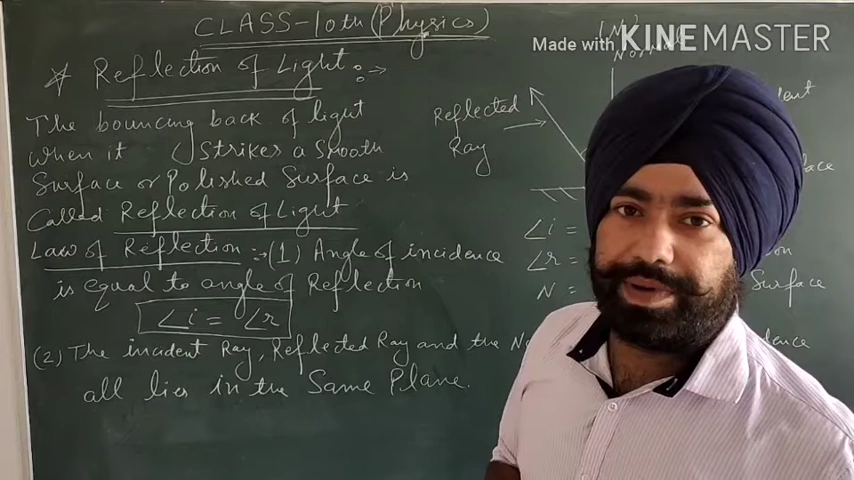 CLASS-10th (Physics)
Made with KINEMASTER
(N)
Normal
Reflection of Light :->
The bouncing back of light
when it Strikes a Smooth
Surface or Polished Surface is
Called Reflection of Light
Law of Reflection :->(1) Angle of incidence
is equal to angle of Reflection
∠i = ∠r
(2) The incident Ray, Reflected Ray and the
all lies in the Same Plane.
Reflected
Ray
∠i =
∠r =
N =
Surface